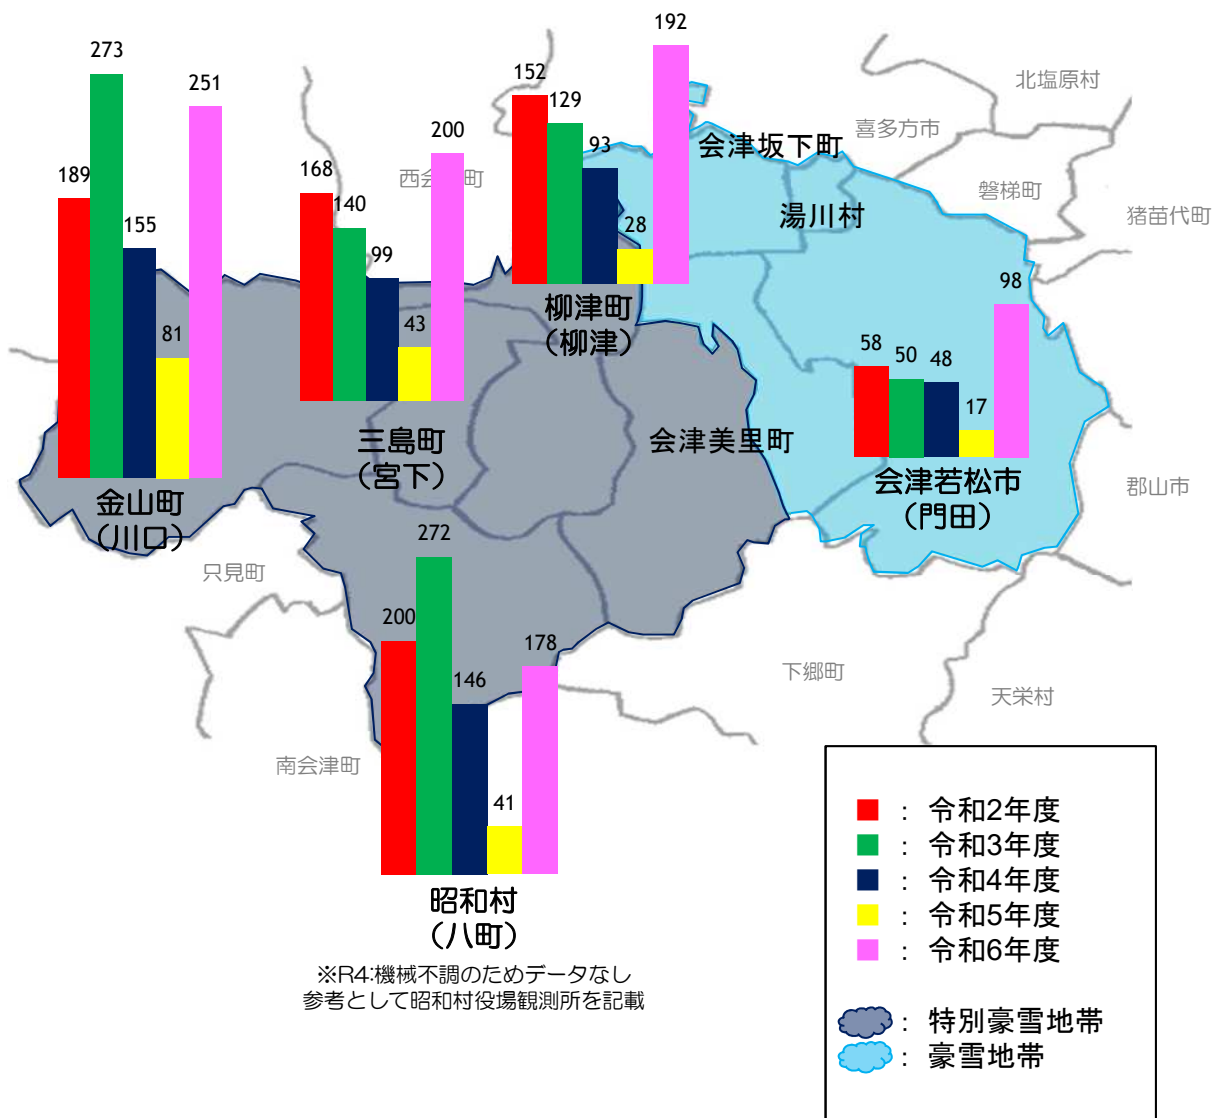 192
273
251
152
129
93
28
北塩原村
喜多方市
会津坂下町
磐梯町
猪苗代町
湯川村
200
168
140
99
43
西会
町
189
155
81
98
58
50
48
17
柳津町
（柳津）
三島町
（宮下）
会津美里町
会津若松市
（門田）
郡山市
金山町
（川口）
只見町
272
200
146
41
178
下郷町
天栄村
南会津町
昭和村
（八町）
※R4:機械不調のためデータなし
参考として昭和村役場観測所を記載
：令和2年度
：令和3年度
：令和4年度
：令和5年度
：令和6年度
：特別豪雪地帯
：豪雪地帯